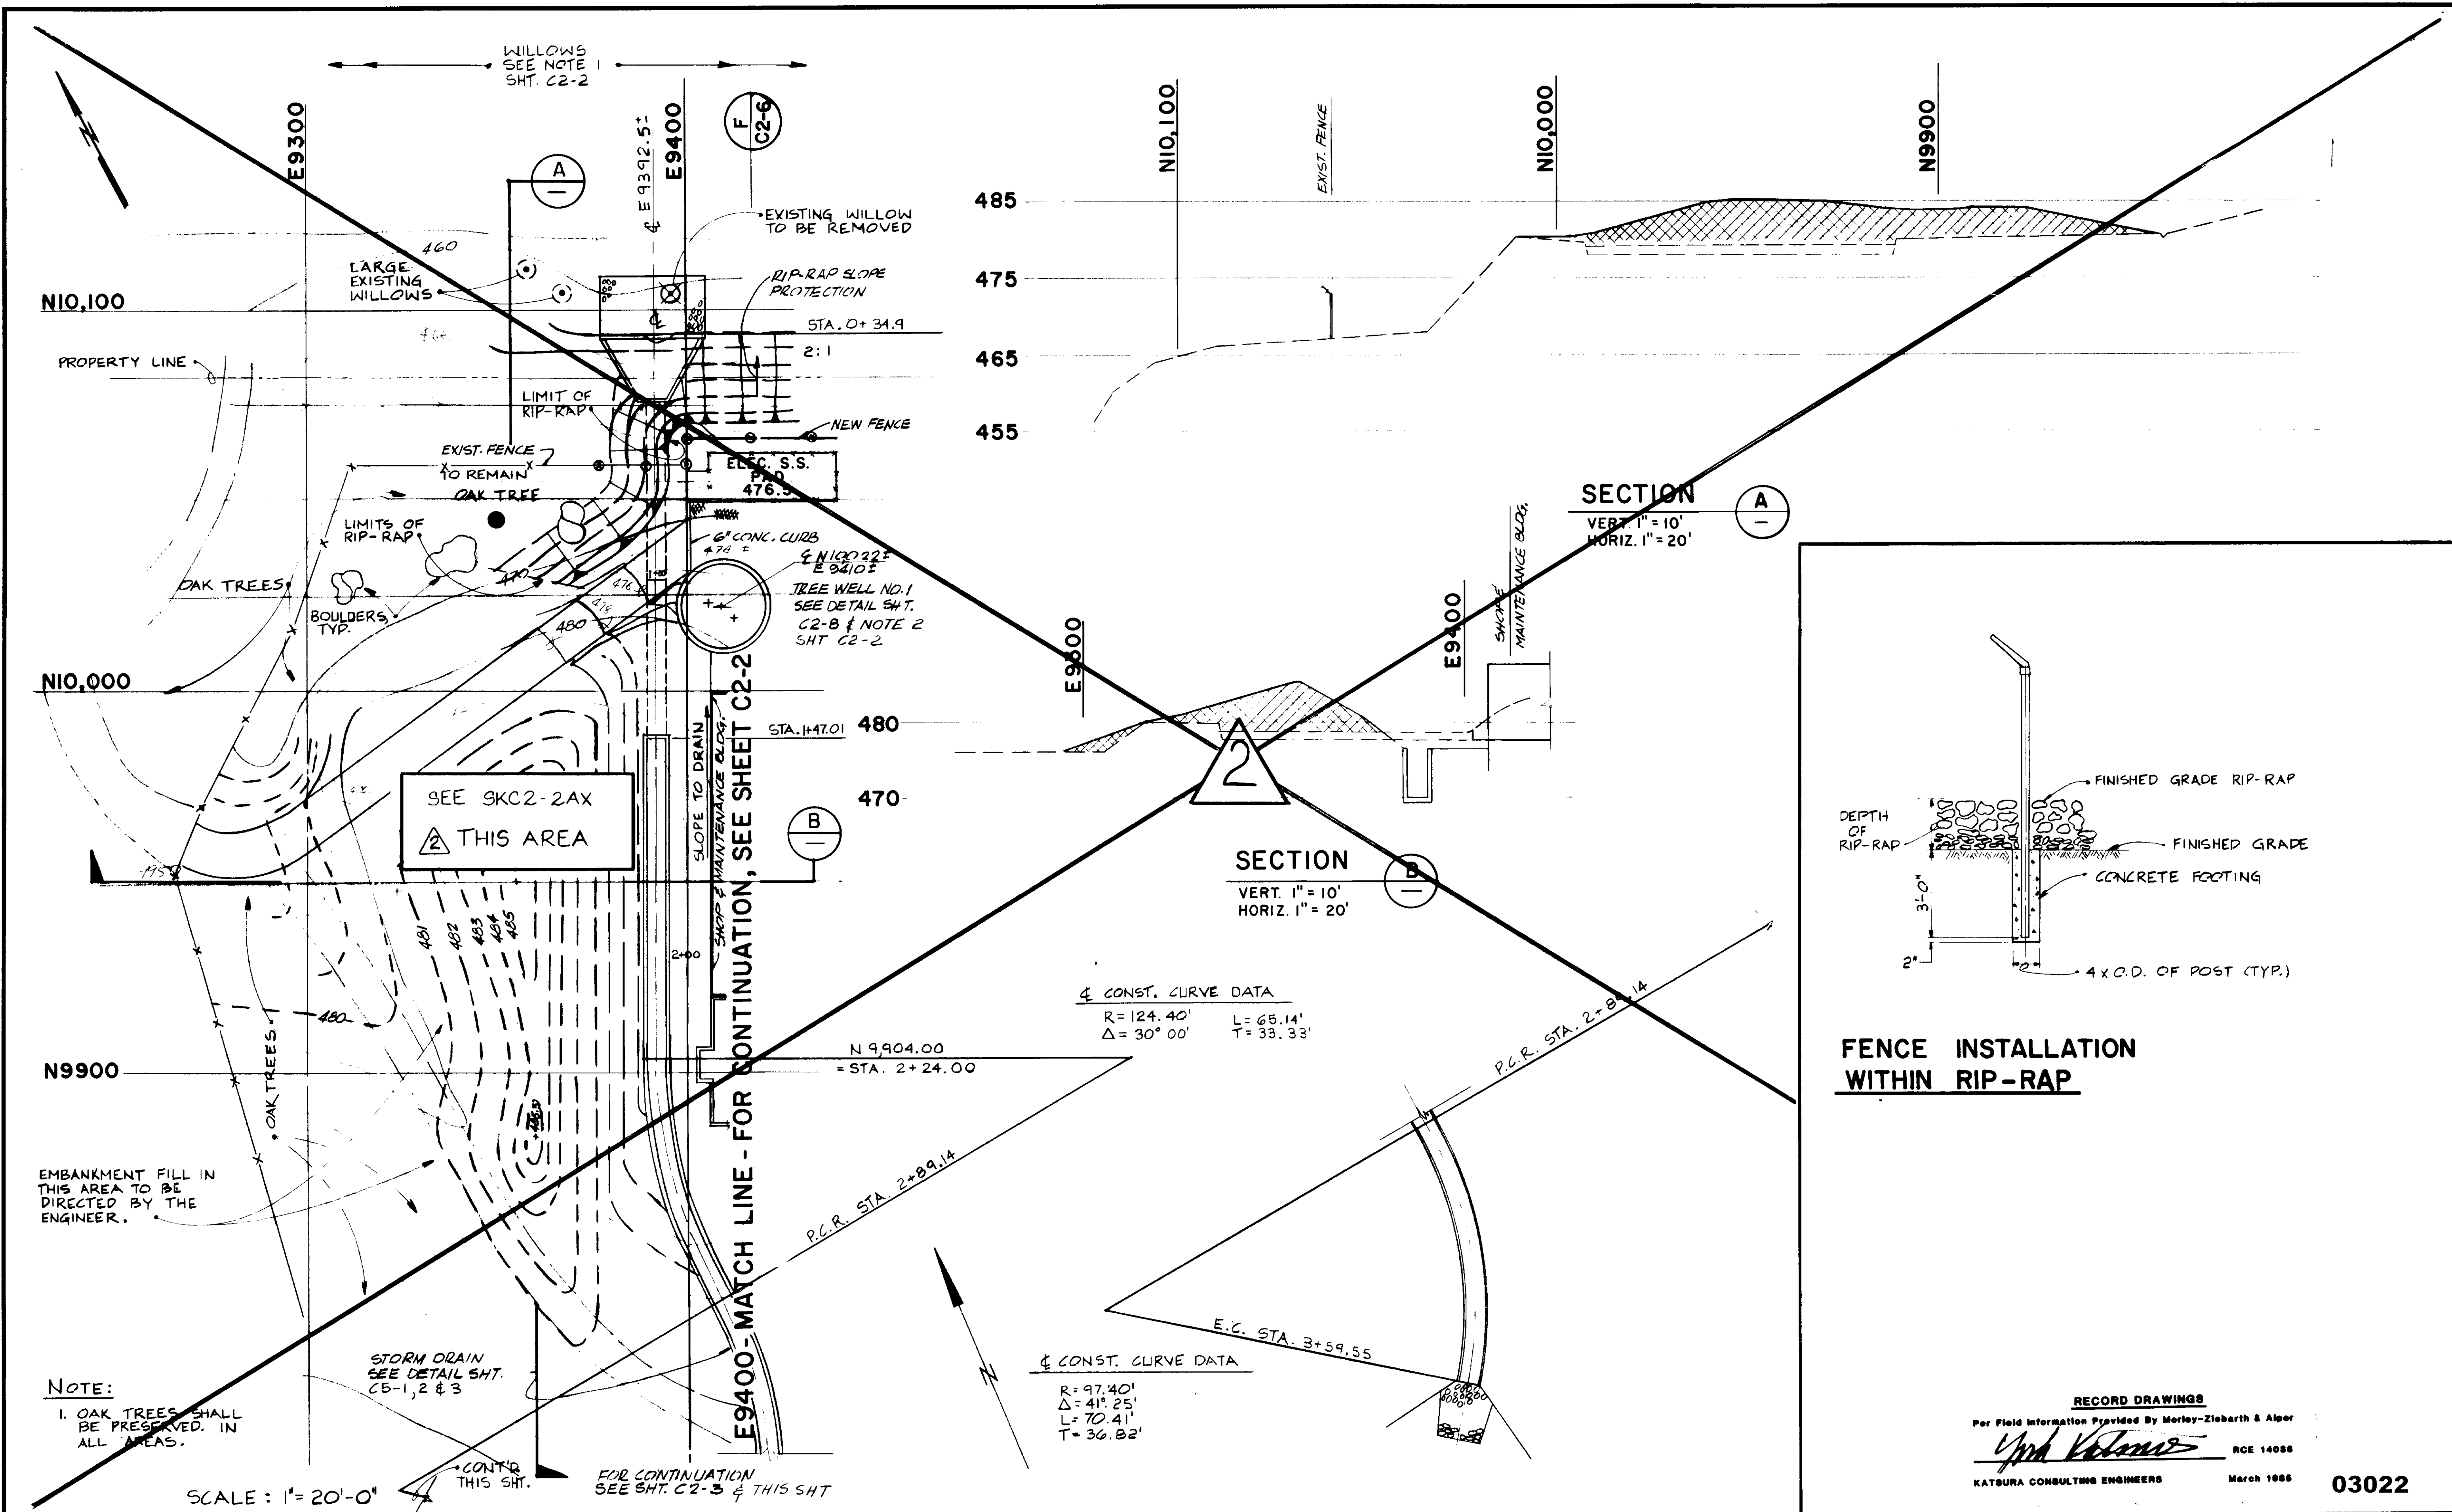 WILLOWS
SEE NOTE 1
SHT. C2-2
E9300
E9400
℄ E 9392.5±
F
C2-6
A
—
EXISTING WILLOW
TO BE REMOVED
460
LARGE
EXISTING
WILLOWS
RIP-RAP SLOPE
PROTECTION
N10,100
℄
STA. 0+34.9
2:1
PROPERTY LINE
LIMIT OF
RIP-RAP
NEW FENCE
EXIST. FENCE
TO REMAIN
OAK TREE
ELEC. S.S.
PAD
476.5
LIMITS OF
RIP-RAP
6" CONC. CURB
478 ±
℄ N10022±
E 9410±
TREE WELL NO. 1
SEE DETAIL SHT.
C2-8 & NOTE 2
SHT C2-2
OAK TREES
BOULDERS,
TYP.
470
476
478
480
N10,000
STA. 1+47.01
SLOPE TO DRAIN
SHOP & MAINTENANCE BLDG.
SEE SKC2-2AX
2 THIS AREA
B
—
481
482
483
484
485
2+00
480
OAK TREES
N9900
N 9,904.00
= STA. 2+24.00
E9400-MATCH LINE-FOR CONTINUATION, SEE SHEET C2-2
EMBANKMENT FILL IN
THIS AREA TO BE
DIRECTED BY THE
ENGINEER.
P.C.R. STA. 2+89.14
STORM DRAIN
SEE DETAIL SHT.
C5-1, 2 & 3
NOTE:
1. OAK TREES SHALL
BE PRESERVED. IN
ALL AREAS.
SCALE: 1"= 20'-0"
CONT'D
THIS SHT.
FOR CONTINUATION
SEE SHT. C2-3 & THIS SHT
N10,100
EXIST. FENCE
N10,000
N9900
485
475
465
455
SECTION
VERT. 1" = 10'
HORIZ. 1" = 20'
A
—
E9300
E9400
SHOP &
MAINTENANCE BLDG.
480
470
2
SECTION
VERT. 1" = 10'
HORIZ. 1" = 20'
B
—
℄ CONST. CURVE DATA
R= 124.40' L= 65.14'
Δ= 30° 00' T= 33.33'
P.C.R. STA. 2+89.14
N
E.C. STA. 3+59.55
℄ CONST. CURVE DATA
R= 97.40'
Δ= 41°. 25'
L= 70.41'
T= 36.82'
FINISHED GRADE RIP-RAP
DEPTH
OF
RIP-RAP
FINISHED GRADE
CONCRETE FOOTING
3'-0"
2"
4 x O.D. OF POST (TYP.)
FENCE INSTALLATION
WITHIN RIP-RAP
RECORD DRAWINGS
Per Field Information Provided By Morley-Ziebarth & Alper
RCE 14038
KATSURA CONSULTING ENGINEERS March 1985
03022